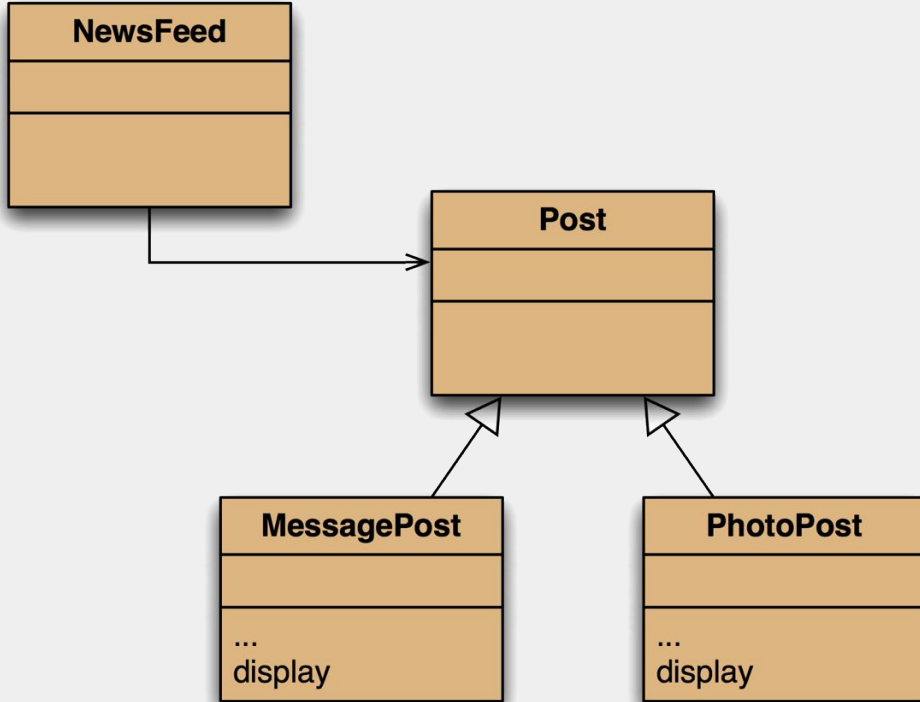 NewsFeed
Post
MessagePost
...
display
PhotoPost
...
display